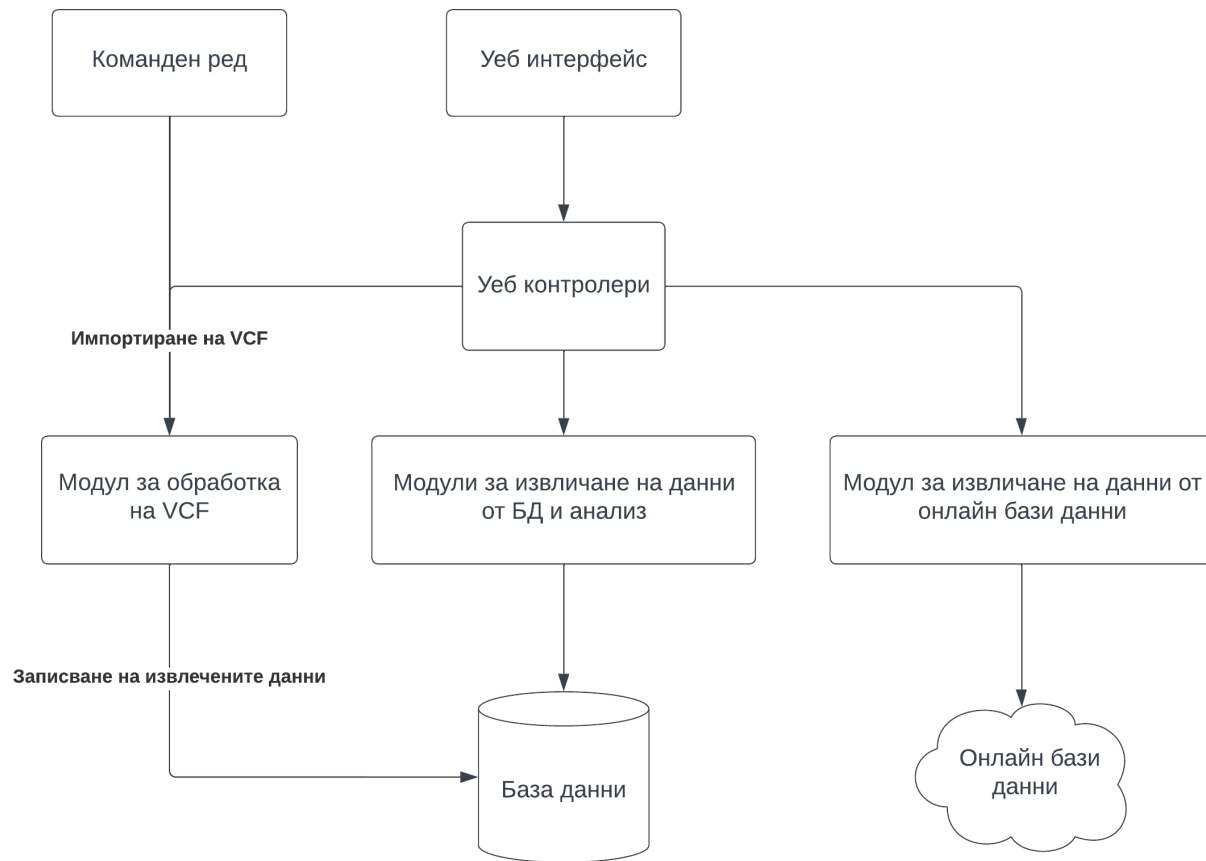 Команден ред
Уеб интерфейс
Уеб контролери
Импортиране на VCF
Модул за обработка
на VCF
Модули за извличане на данни
от БД и анализ
Модул за извличане на данни от
онлайн бази данни
Записване на извлечените данни
База данни
Онлайн бази
данни